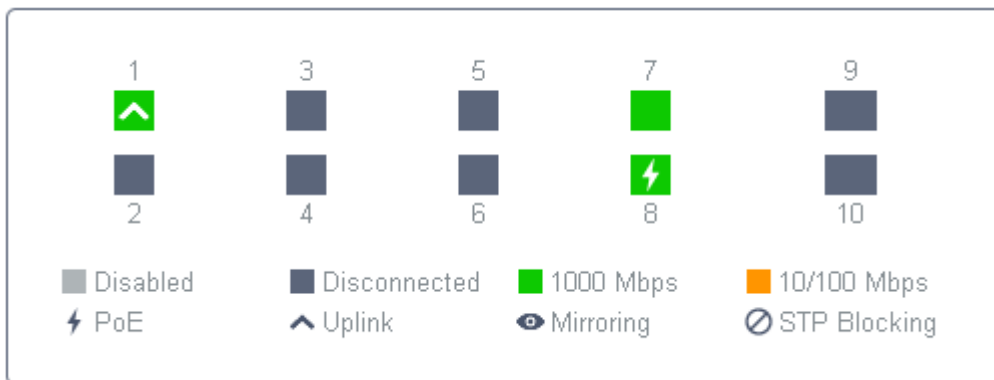 1 3 5 7 9
2 4 6 8 10
Disabled Disconnected 1000 Mbps 10/100 Mbps
PoE Uplink Mirroring STP Blocking